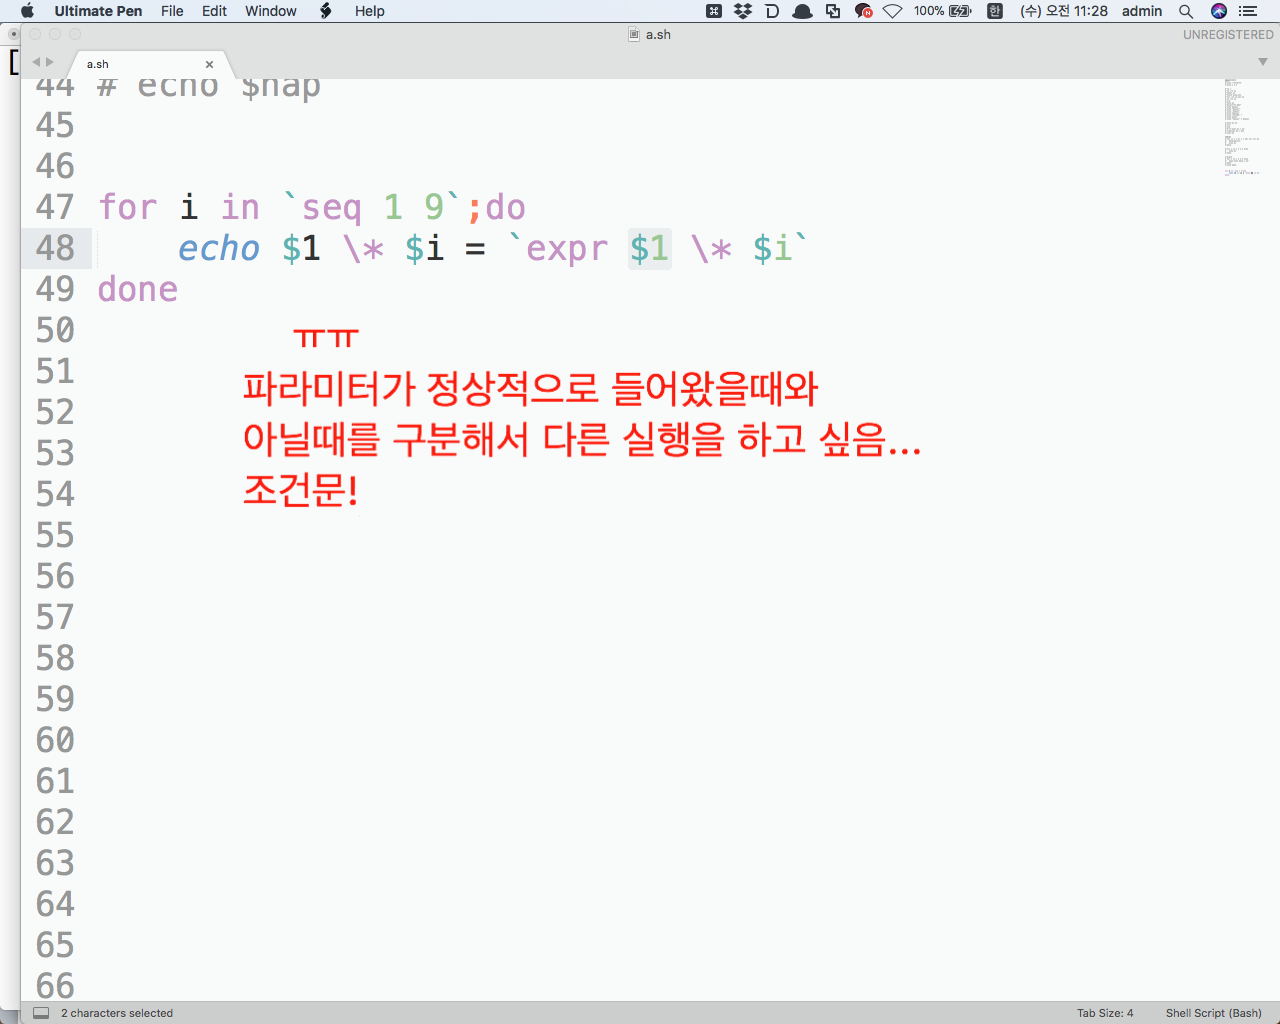 Ultimate Pen File Edit Window Help 100% 한 (수) 오전 11:28 admin
a.sh UNREGISTERED
a.sh
44 # echo $hap
45
46
47 for i in `seq 1 9`;do
48 echo $1 \* $i = `expr $1 \* $i`
49 done
50 ㅠㅠ
51 파라미터가 정상적으로 들어왔을때와
52
53 아닐때를 구분해서 다른 실행을 하고 싶음...
54 조건문!
55
56
57
58
59
60
61
62
63
64
65
66
2 characters selected Tab Size: 4 Shell Script (Bash)